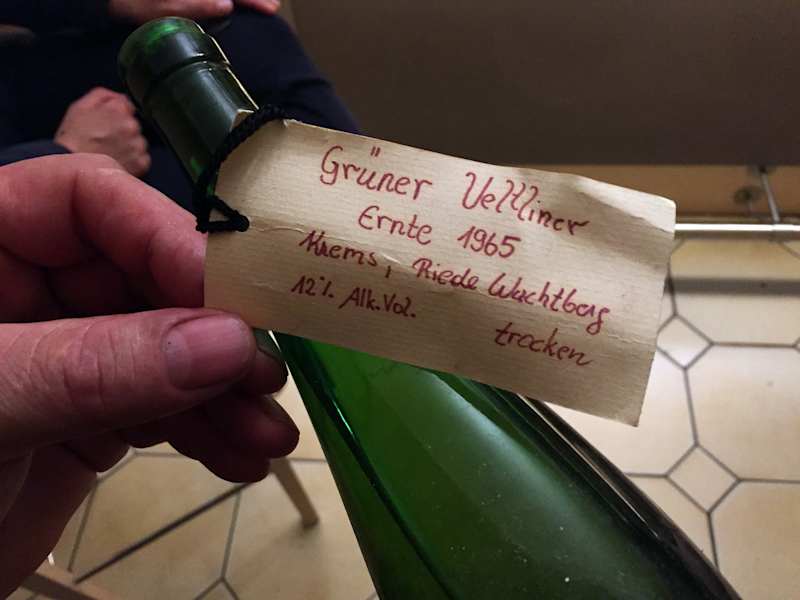 Grüner Veltliner
Ernte 1965
Krems, Riede Wachtberg
12% Alk.Vol.
trocken